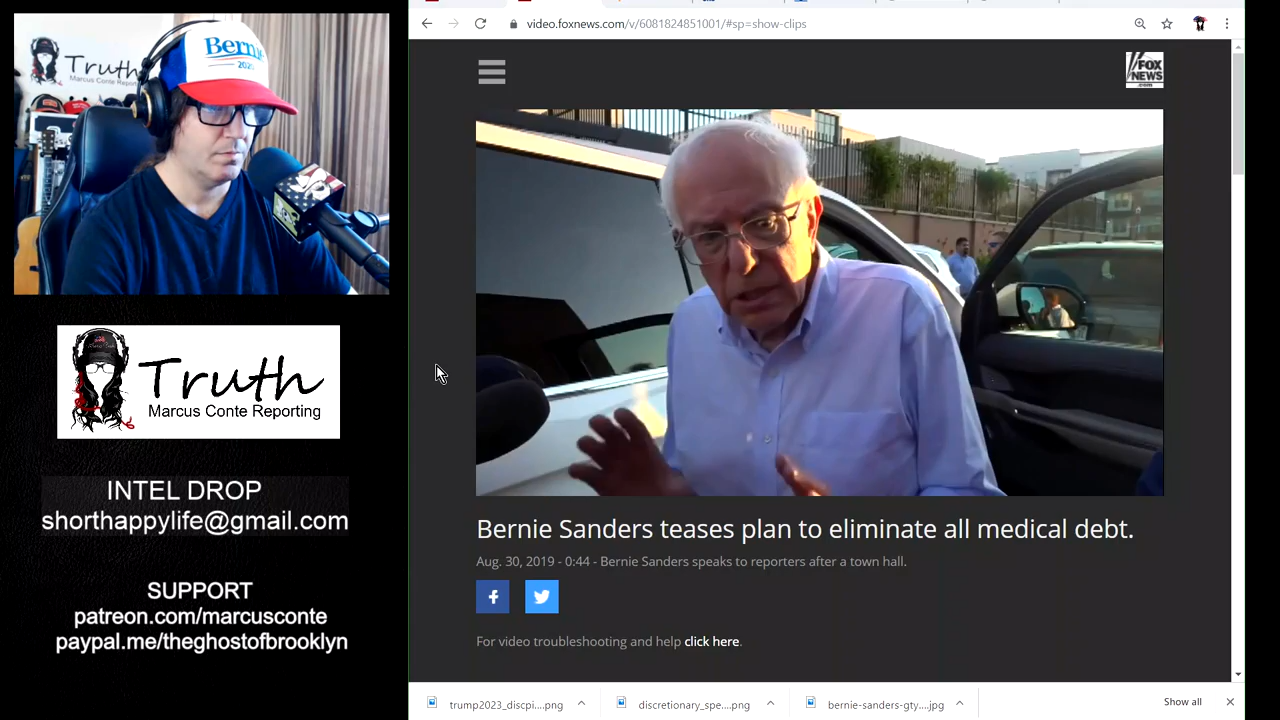 Truth
Marcus Conte Reporting
Bernie
2020
Truth
Marcus Conte Reporting
INTEL DROP
shorthappylife@gmail.com
SUPPORT
patreon.com/marcusconte
paypal.me/theghostofbrooklyn
video.foxnews.com/v/6081824851001/#sp=show-clips
FOX
NEWS
.com
Bernie Sanders teases plan to eliminate all medical debt.
Aug. 30, 2019 - 0:44 - Bernie Sanders speaks to reporters after a town hall.
For video troubleshooting and help click here.
trump2023_discpi....png
discretionary_spe....png
bernie-sanders-gty....jpg
Show all